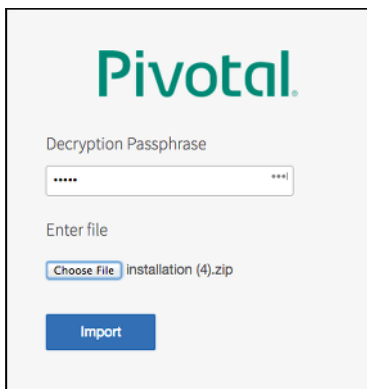 Pivotal.
Decryption Passphrase
•••••
Enter file
Choose File installation (4).zip
Import